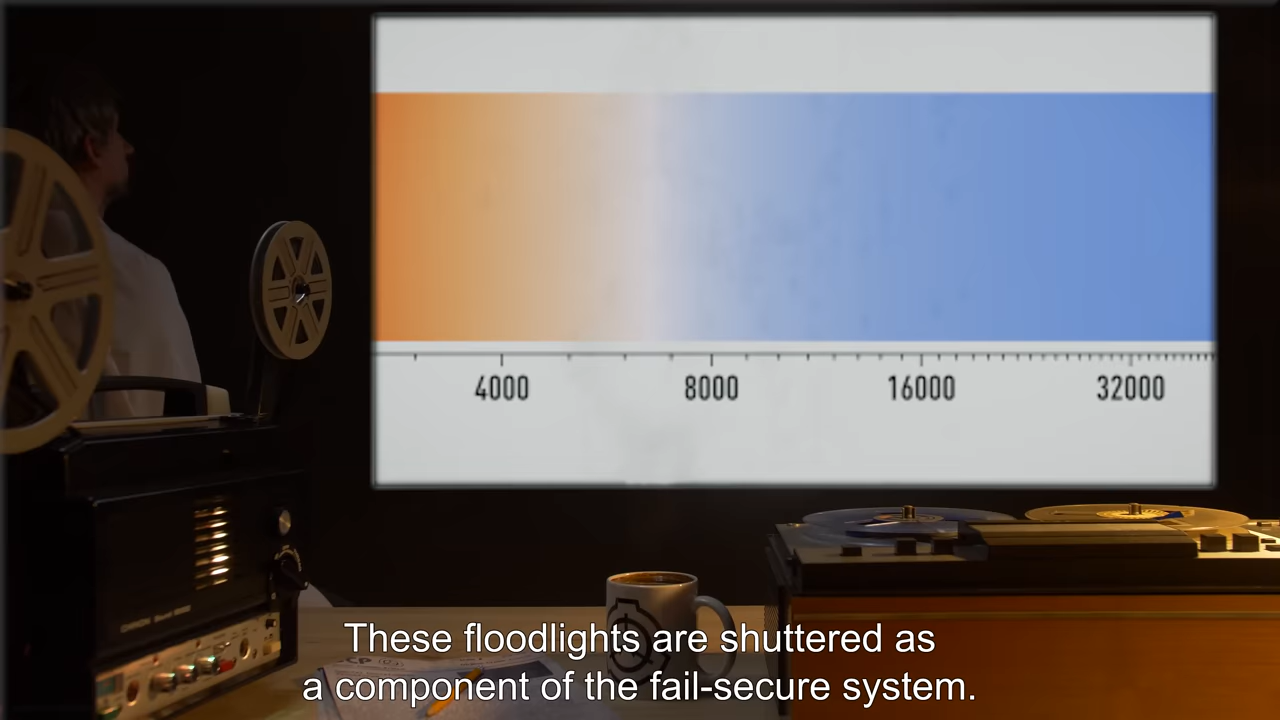 4000 8000 16000 32000
These floodlights are shuttered as
a component of the fail-secure system.